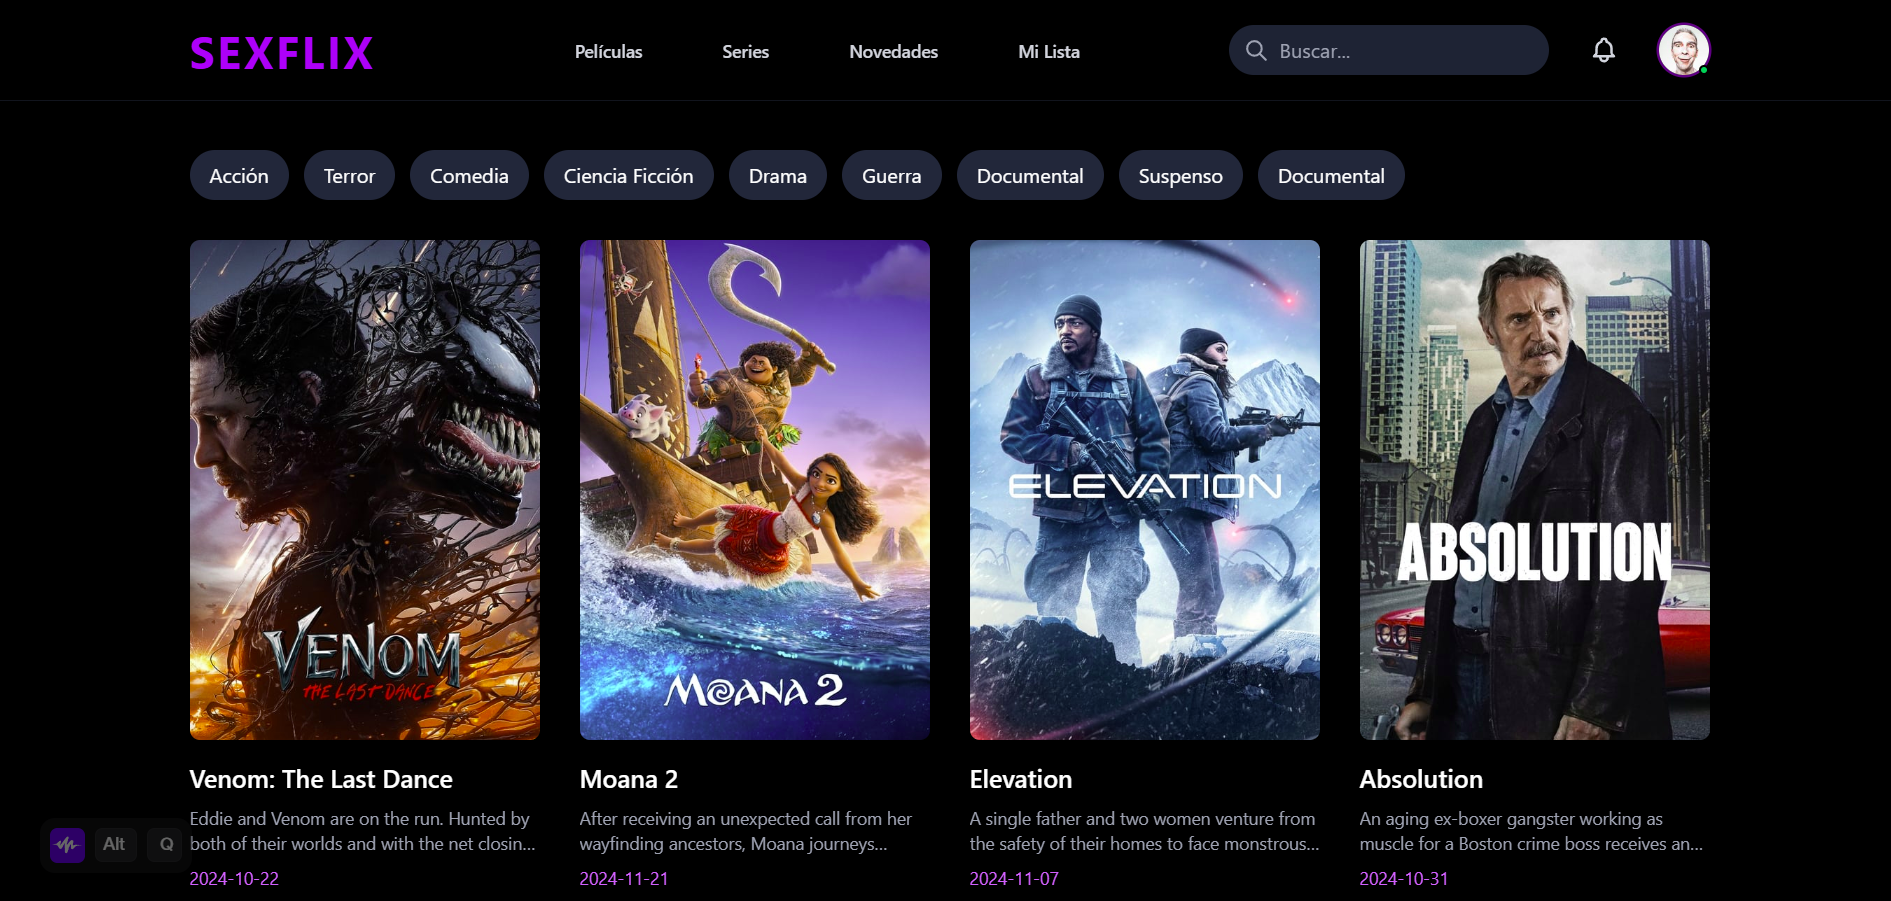 SEXFLIX
Películas
Series
Novedades
Mi Lista
Buscar...
Acción
Terror
Comedia
Ciencia Ficción
Drama
Guerra
Documental
Suspenso
Documental
VENOM
THE LAST DANCE
MOANA 2
ELEVATION
ABSOLUTION
Venom: The Last Dance
Eddie and Venom are on the run. Hunted by
both of their worlds and with the net closin...
2024-10-22
Moana 2
After receiving an unexpected call from her
wayfinding ancestors, Moana journeys...
2024-11-21
Elevation
A single father and two women venture from
the safety of their homes to face monstrous...
2024-11-07
Absolution
An aging ex-boxer gangster working as
muscle for a Boston crime boss receives an...
2024-10-31
Alt
Q